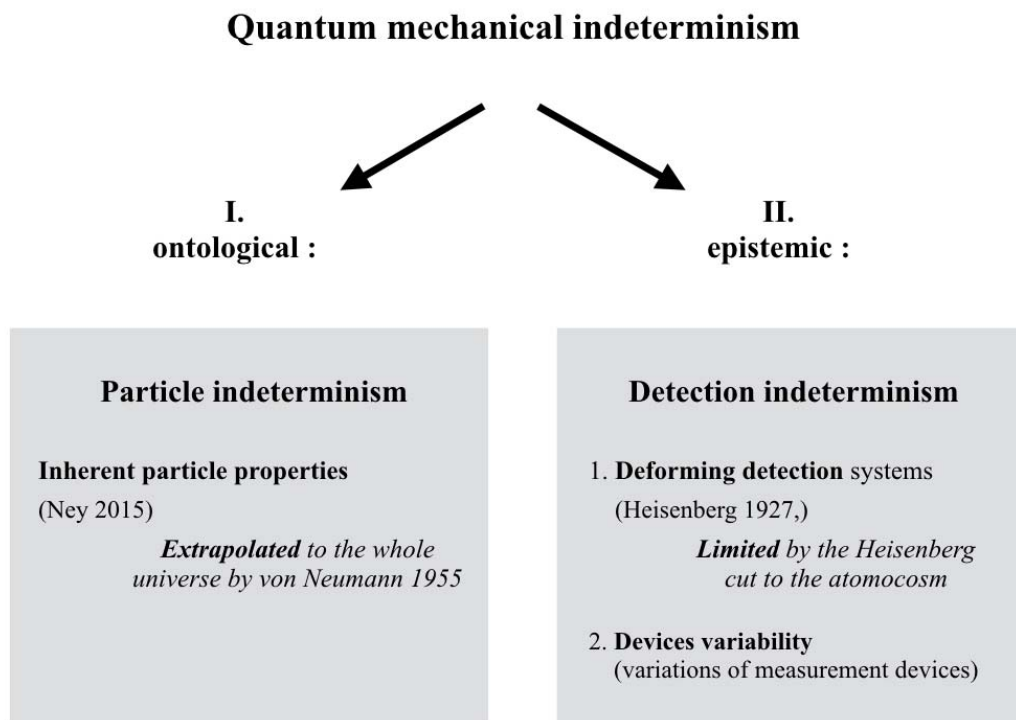 Quantum mechanical indeterminism
I.
ontological :
II.
epistemic :
Particle indeterminism
Inherent particle properties
(Ney 2015)
Extrapolated to the whole
universe by von Neumann 1955
Detection indeterminism
1. Deforming detection systems
(Heisenberg 1927,)
Limited by the Heisenberg
cut to the atomocosm
2. Devices variability
(variations of measurement devices)